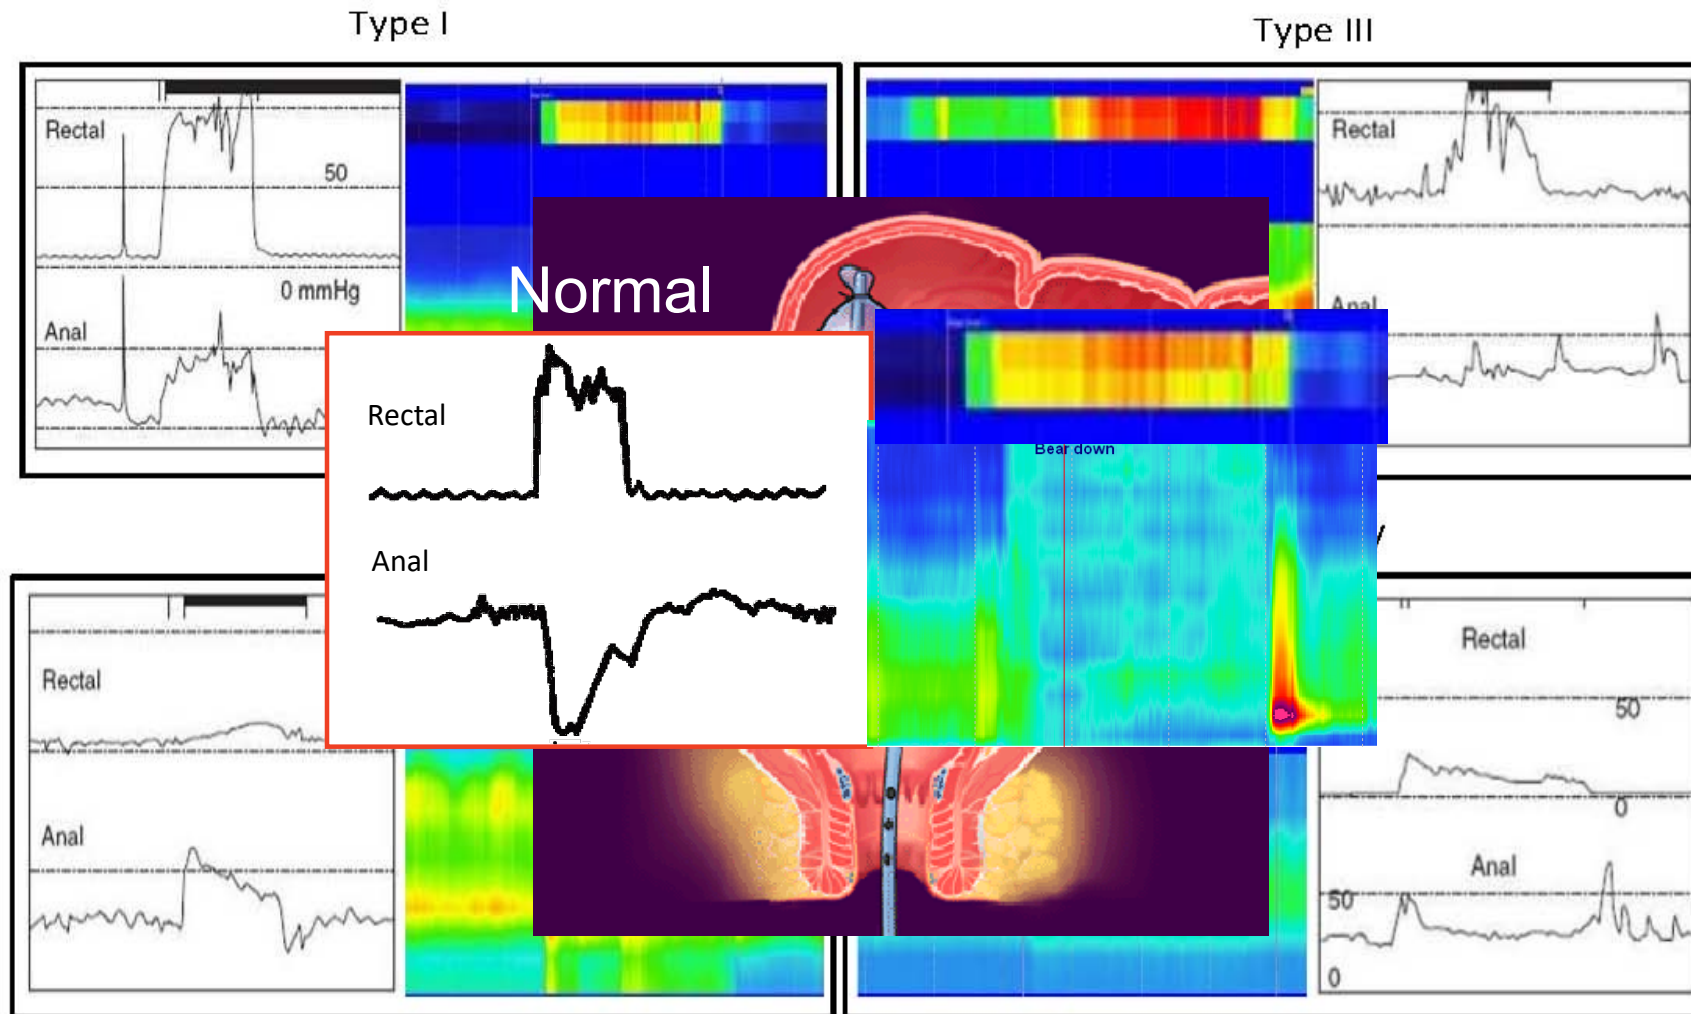 Type I
Type III
Rectal
50
0 mmHg
Anal
Rectal
Anal
Normal
Rectal
Anal
Bear down
Rectal
Anal
Rectal
50
0
Anal
50
0